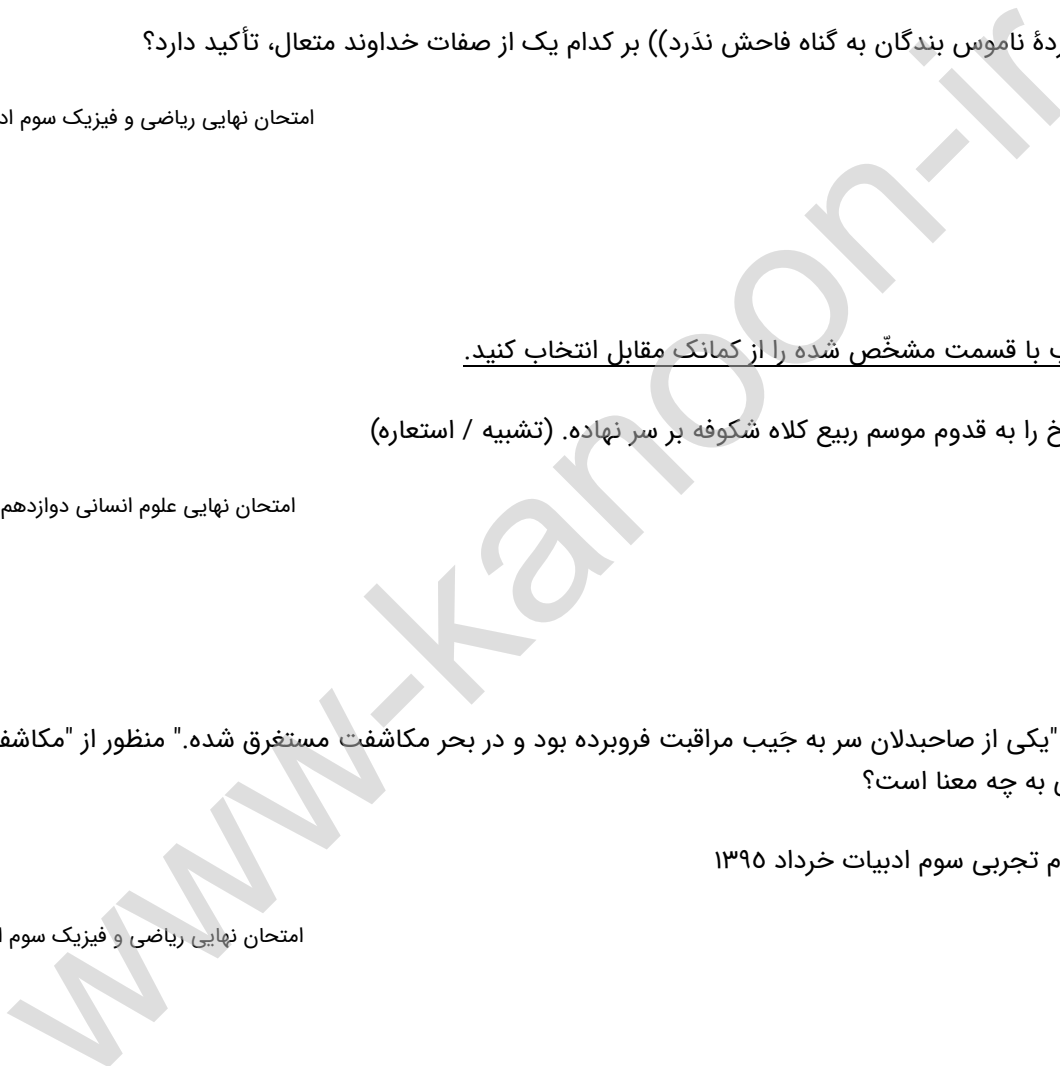 ردهٔ ناموس بندگان به گناه فاحش ندَرد)) بر کدام یک از صفات خداوند متعال، تأکید دارد؟
امتحان نهایی ریاضی و فیزیک سوم اد
ب با قسمت مشخّص شده را از کمانک مقابل انتخاب کنید.
خ را به قدوم موسم ربیع کلاه شکوفه بر سر نهاده. (تشبیه / استعاره)
امتحان نهایی علوم انسانی دوازدهم
"یکی از صاحبدلان سر به جَیب مراقبت فروبرده بود و در بحر مکاشفت مستغرق شده." منظور از "مکاشف
ی به چه معنا است؟
م تجربی سوم ادبیات خرداد ۱۳۹۵
امتحان نهایی ریاضی و فیزیک سوم ا
www-kanoon-ir